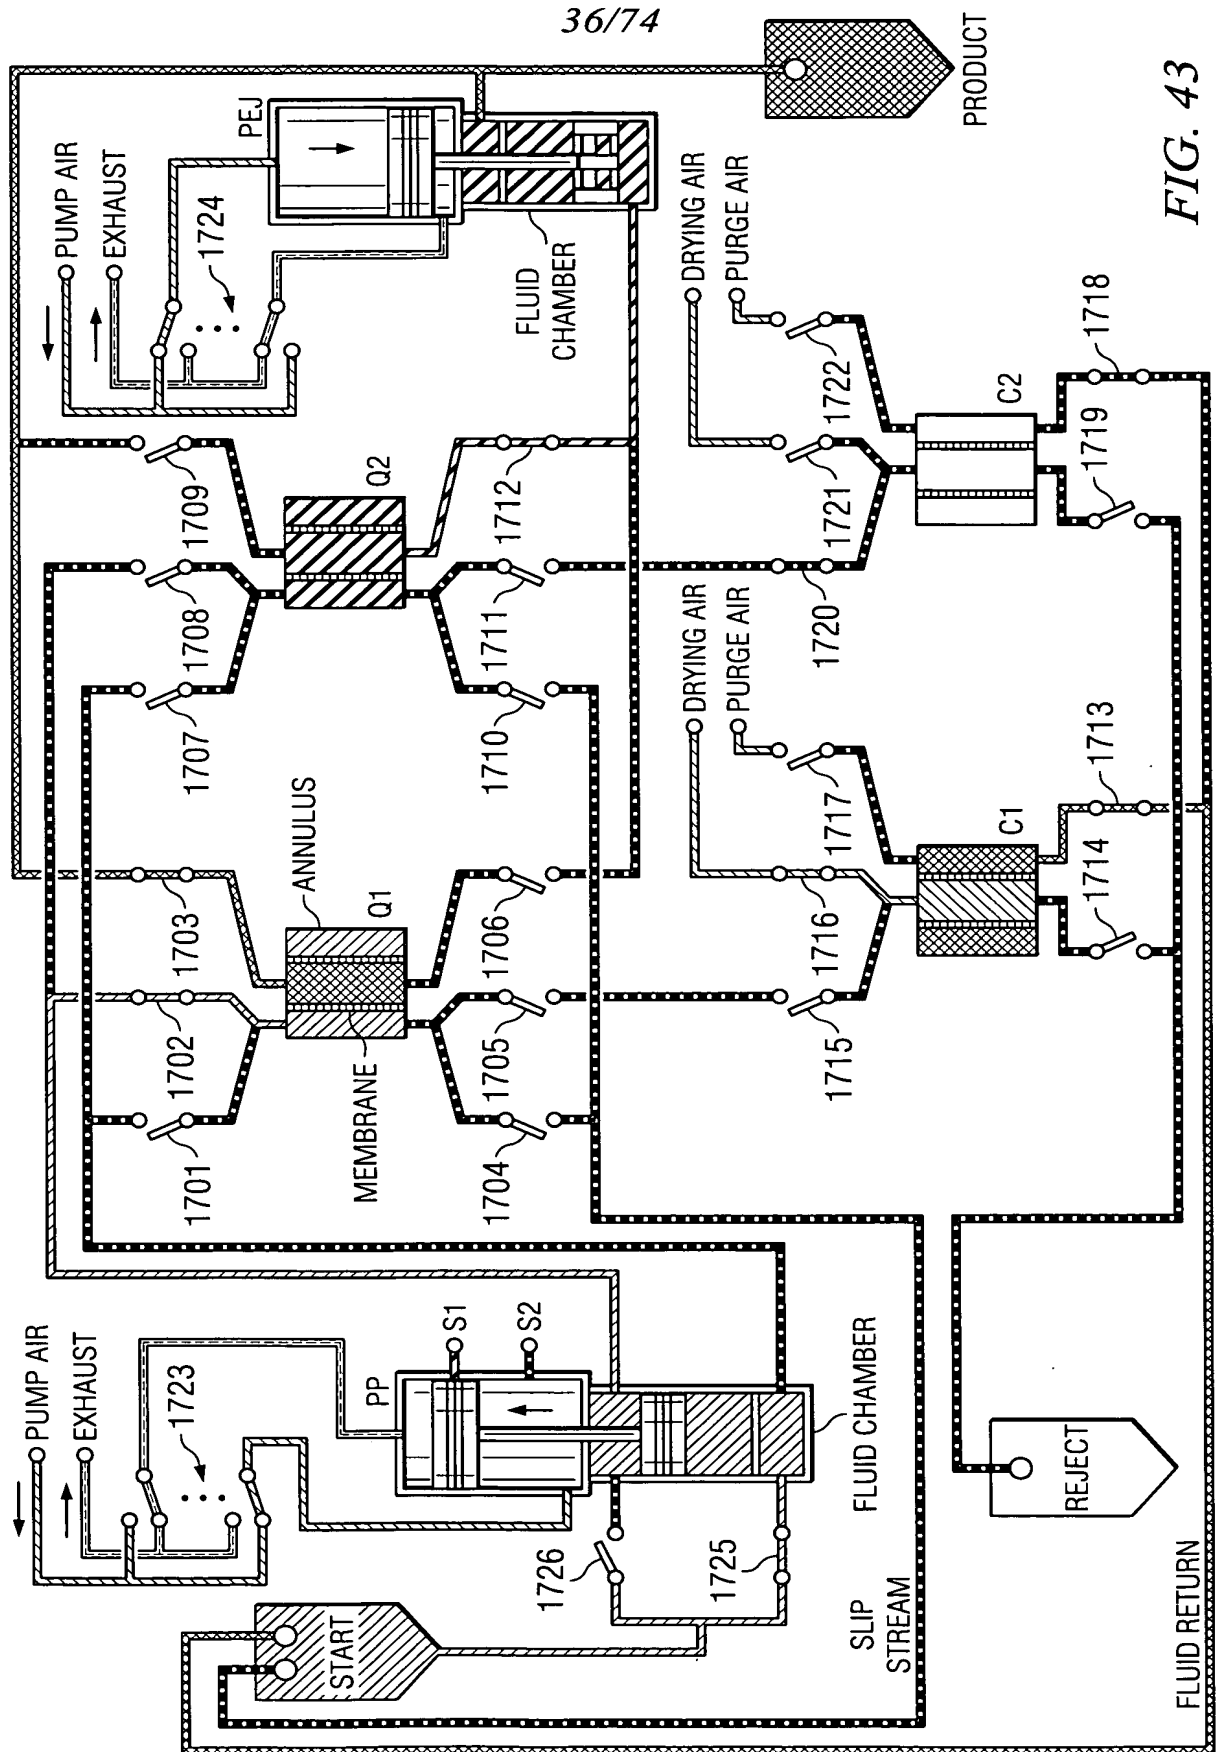 36/74
PUMP AIR
EXHAUST
1723
PP
S1
S2
START
1726
1725
FLUID CHAMBER
SLIP
STREAM
REJECT
FLUID RETURN
1701
1702
1703
MEMBRANE
ANNULUS
Q1
1704
1705
1706
1707
1708
1709
Q2
1710
1711
1712
PUMP AIR
EXHAUST
1724
PEJ
FLUID
CHAMBER
PRODUCT
DRYING AIR
PURGE AIR
1715
1716
1717
C1
1714
1713
DRYING AIR
PURGE AIR
1720
1721
1722
C2
1719
1718
FIG. 43